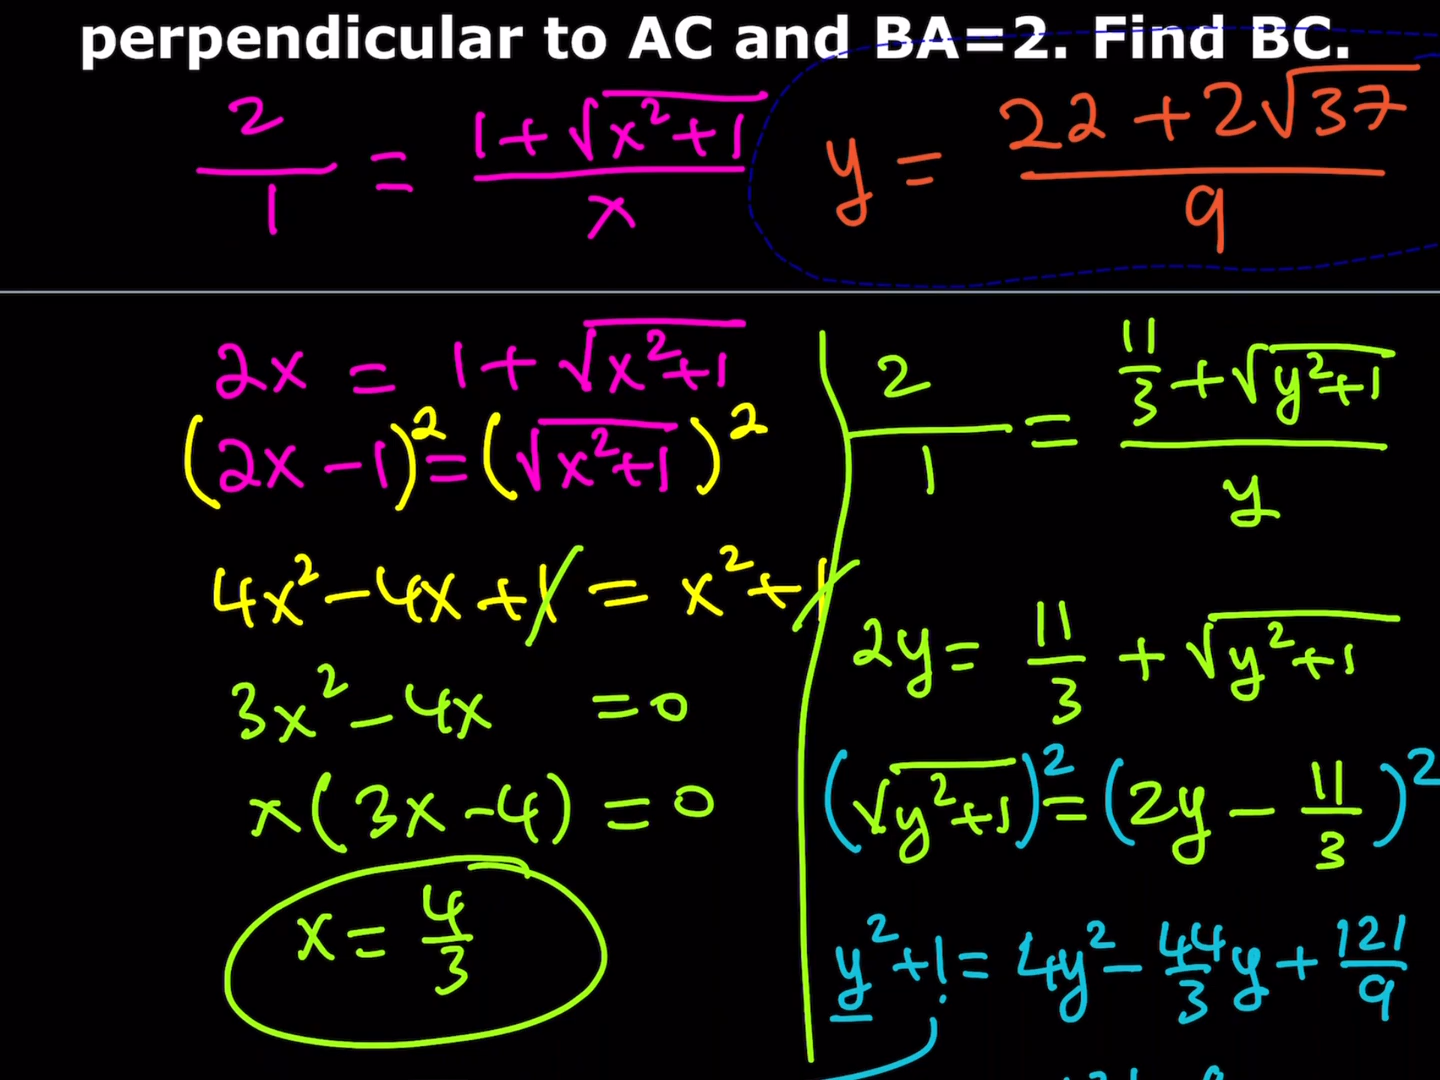 perpendicular to AC and BA=2. Find BC.
2/1 = (1+√(x²+1))/x
y = (22+2√37)/9
2x = 1+√(x²+1)
(2x-1)² = (√(x²+1))²
4x²-4x+1 = x²+1
3x²-4x =0
x(3x-4) =0
x = 4/3
2/1 = (11/3+√(y²+1))/y
2y = 11/3 + √(y²+1)
(√(y²+1))² = (2y - 11/3)²
y²+1 = 4y² - 44/3 y + 121/9